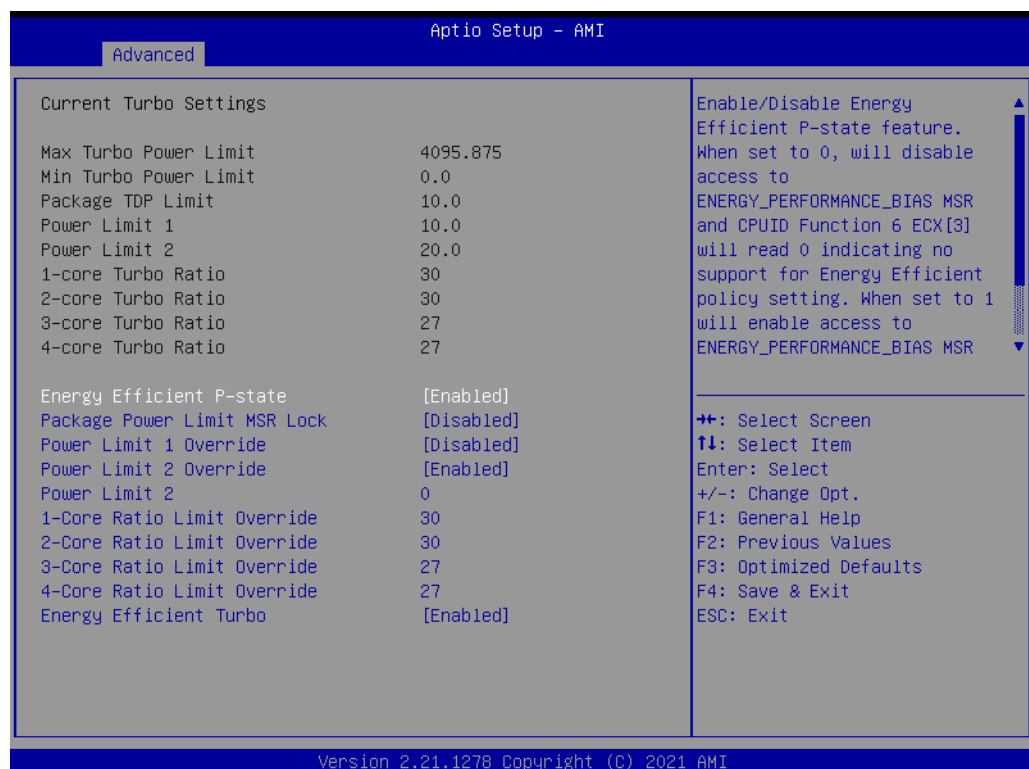 Aptio Setup – AMI
Advanced
Current Turbo Settings
Max Turbo Power Limit 4095.875
Min Turbo Power Limit 0.0
Package TDP Limit 10.0
Power Limit 1 10.0
Power Limit 2 20.0
1-core Turbo Ratio 30
2-core Turbo Ratio 30
3-core Turbo Ratio 27
4-core Turbo Ratio 27
Energy Efficient P-state [Enabled]
Package Power Limit MSR Lock [Disabled]
Power Limit 1 Override [Disabled]
Power Limit 2 Override [Enabled]
Power Limit 2 0
1-Core Ratio Limit Override 30
2-Core Ratio Limit Override 30
3-Core Ratio Limit Override 27
4-Core Ratio Limit Override 27
Energy Efficient Turbo [Enabled]
Enable/Disable Energy
Efficient P-state feature.
When set to 0, will disable
access to
ENERGY_PERFORMANCE_BIAS MSR
and CPUID Function 6 ECX[3]
will read 0 indicating no
support for Energy Efficient
policy setting. When set to 1
will enable access to
ENERGY_PERFORMANCE_BIAS MSR
→←: Select Screen
↑↓: Select Item
Enter: Select
+/-: Change Opt.
F1: General Help
F2: Previous Values
F3: Optimized Defaults
F4: Save & Exit
ESC: Exit
Version 2.21.1278 Copyright (C) 2021 AMI